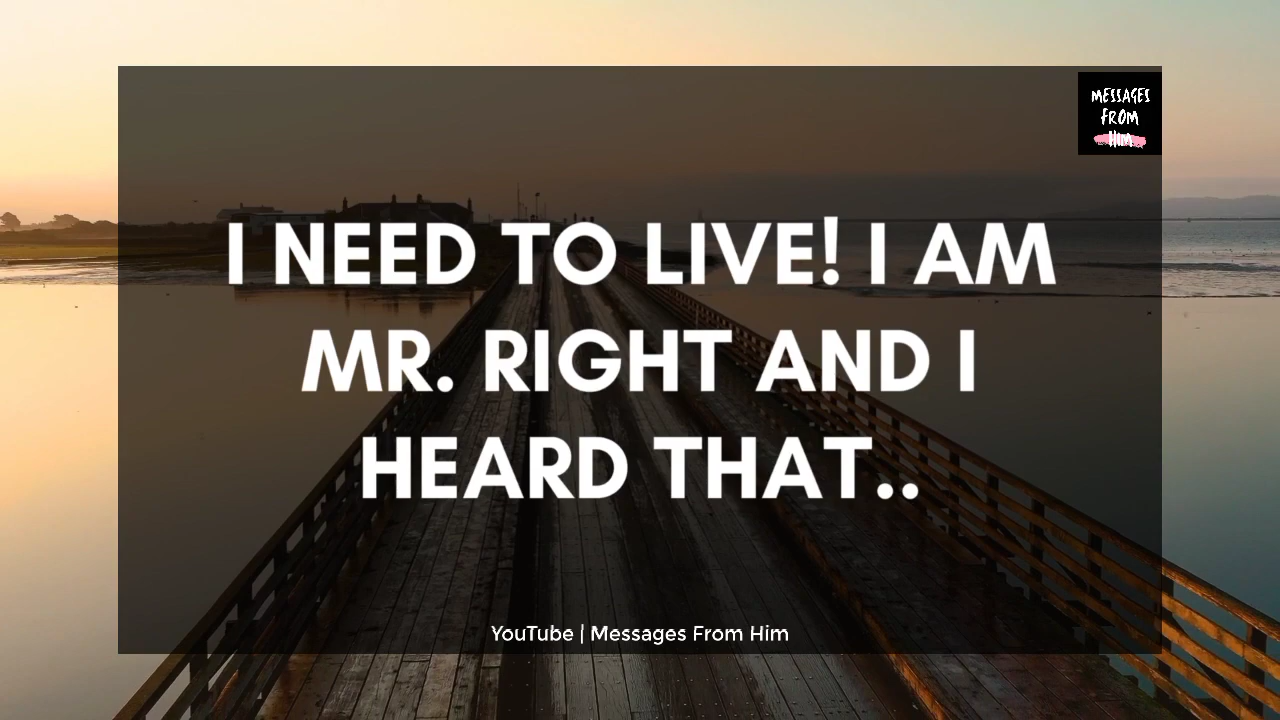 MESSAGES
FROM
HIM
I NEED TO LIVE! I AM
MR. RIGHT AND I
HEARD THAT..
YouTube | Messages From Him